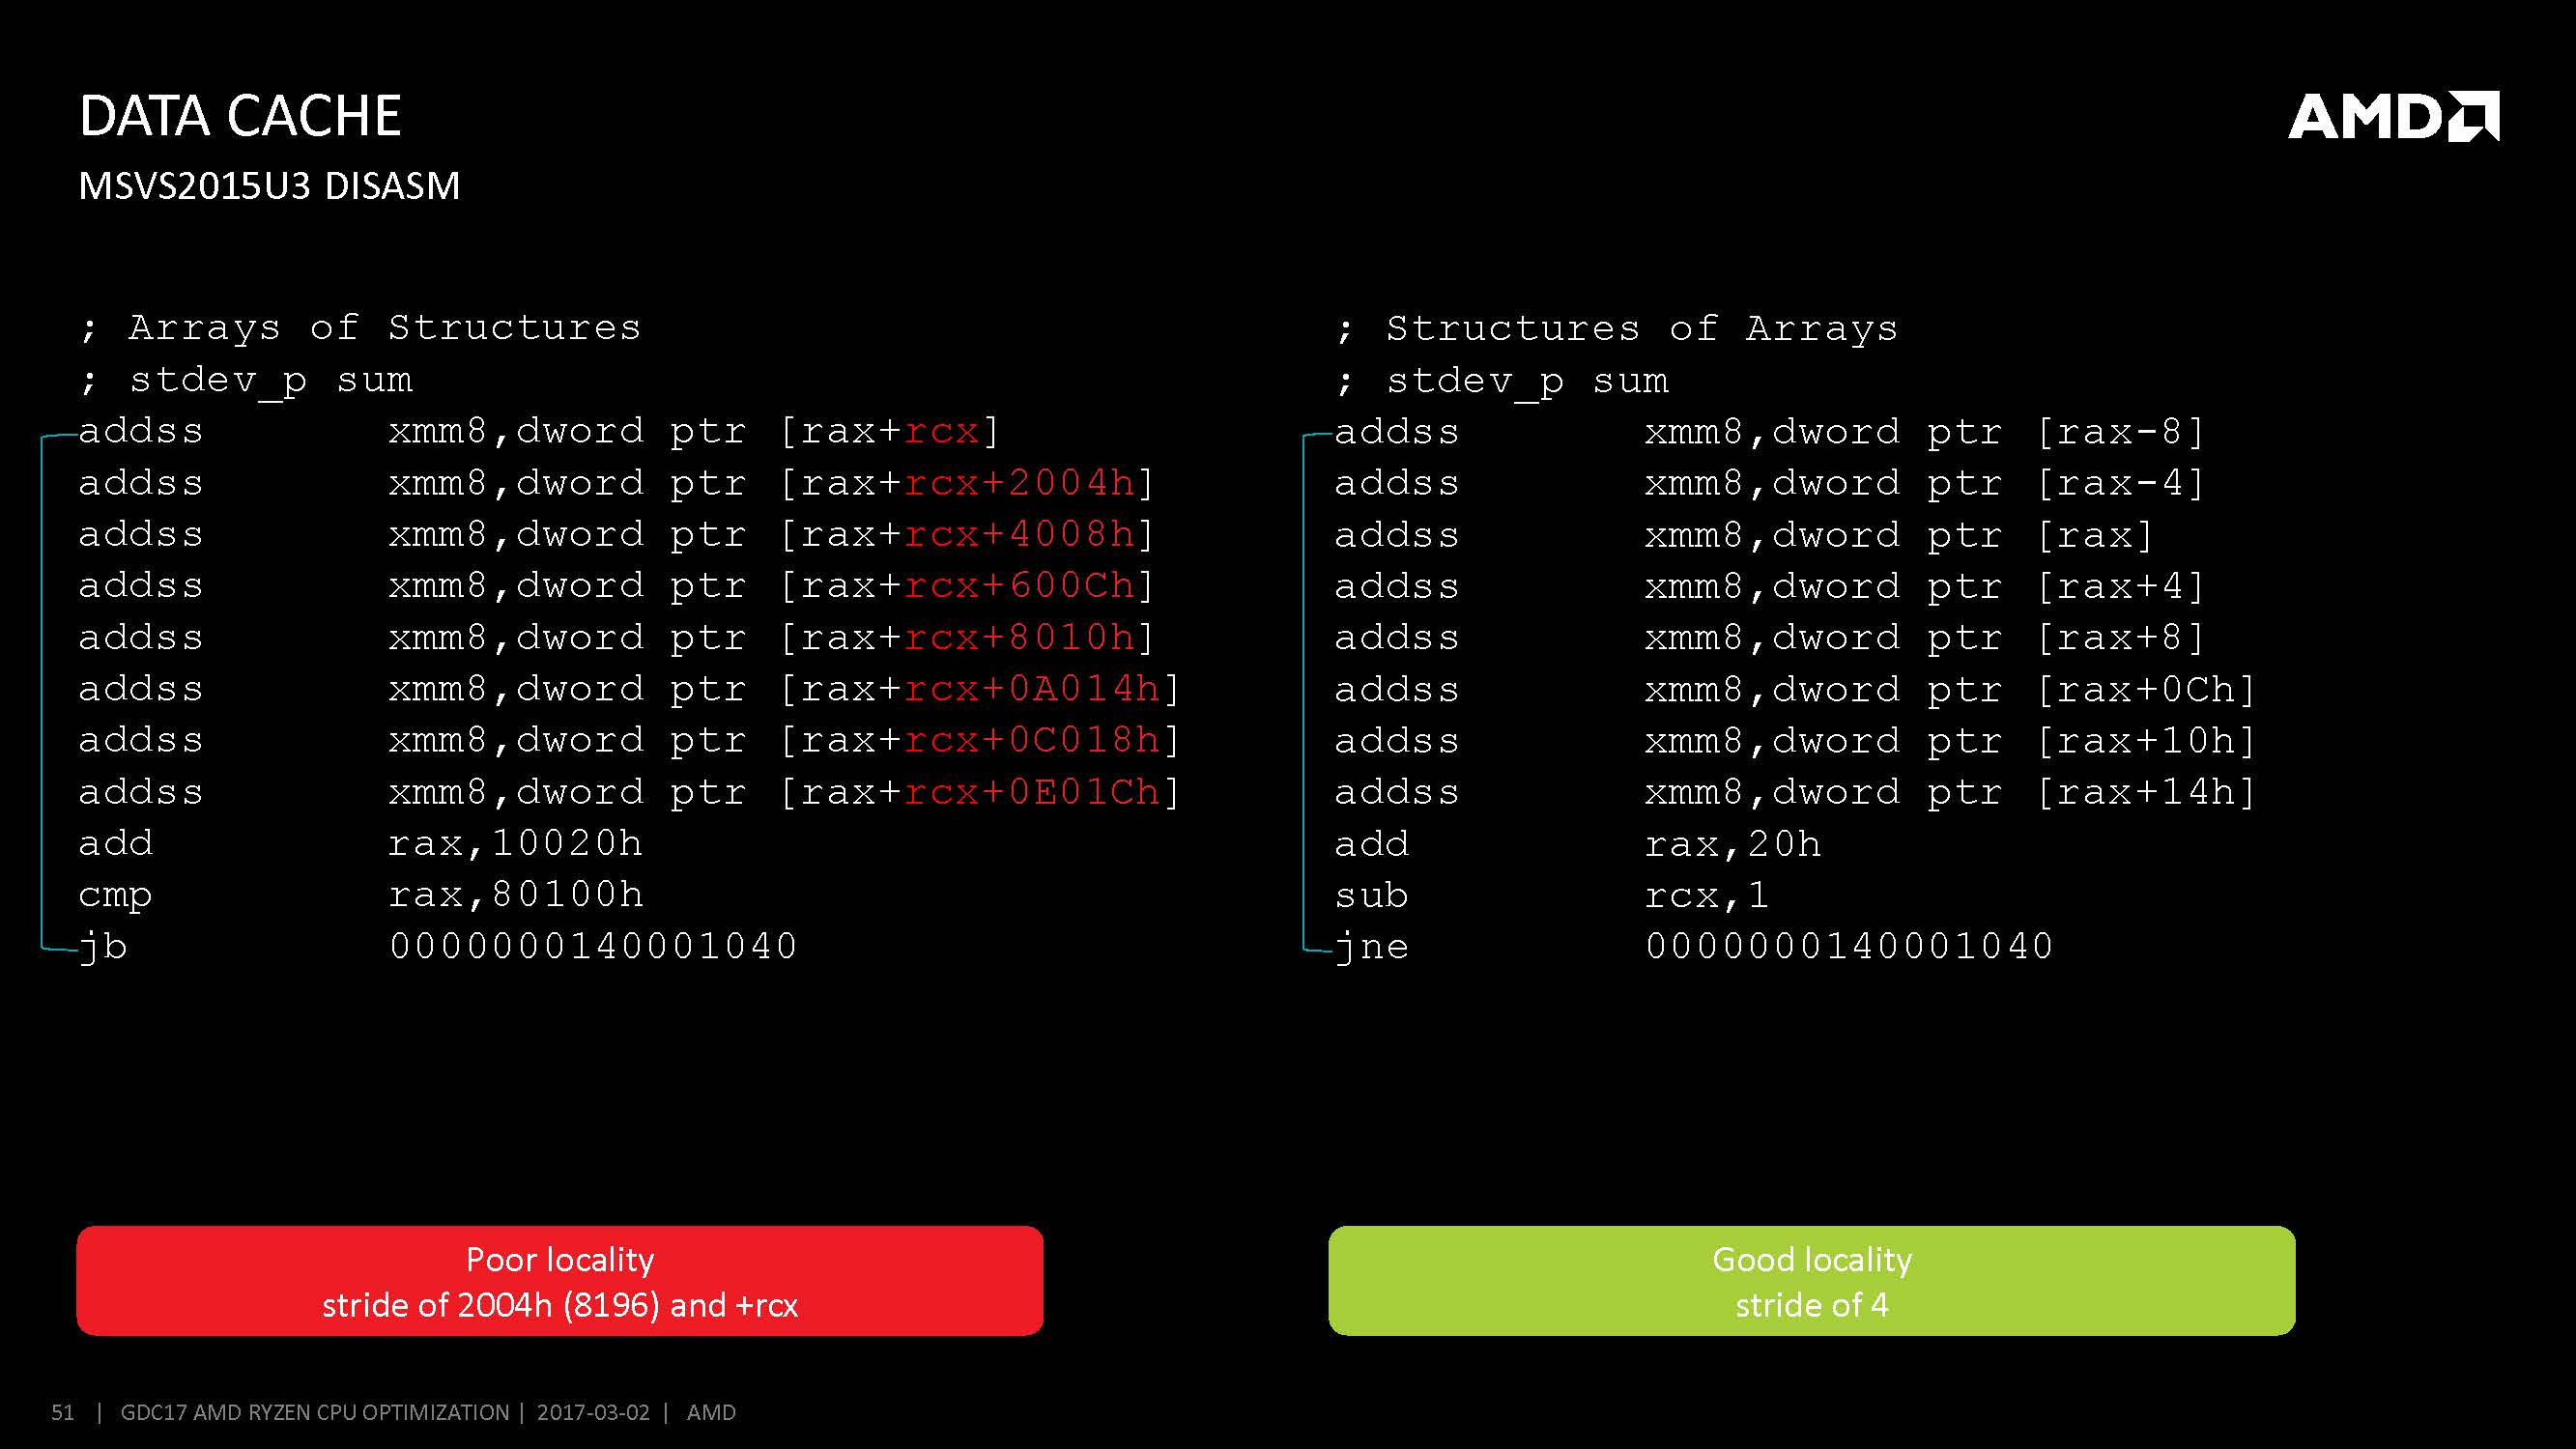 DATA CACHE
AMD
MSVS2015U3 DISASM
; Arrays of Structures
; stdev_p sum
addss xmm8,dword ptr [rax+rcx]
addss xmm8,dword ptr [rax+rcx+2004h]
addss xmm8,dword ptr [rax+rcx+4008h]
addss xmm8,dword ptr [rax+rcx+600Ch]
addss xmm8,dword ptr [rax+rcx+8010h]
addss xmm8,dword ptr [rax+rcx+0A014h]
addss xmm8,dword ptr [rax+rcx+0C018h]
addss xmm8,dword ptr [rax+rcx+0E01Ch]
add rax,10020h
cmp rax,80100h
jb 0000000140001040
; Structures of Arrays
; stdev_p sum
addss xmm8,dword ptr [rax-8]
addss xmm8,dword ptr [rax-4]
addss xmm8,dword ptr [rax]
addss xmm8,dword ptr [rax+4]
addss xmm8,dword ptr [rax+8]
addss xmm8,dword ptr [rax+0Ch]
addss xmm8,dword ptr [rax+10h]
addss xmm8,dword ptr [rax+14h]
add rax,20h
sub rcx,1
jne 0000000140001040
Poor locality
stride of 2004h (8196) and +rcx
Good locality
stride of 4
51 | GDC17 AMD RYZEN CPU OPTIMIZATION | 2017-03-02 | AMD